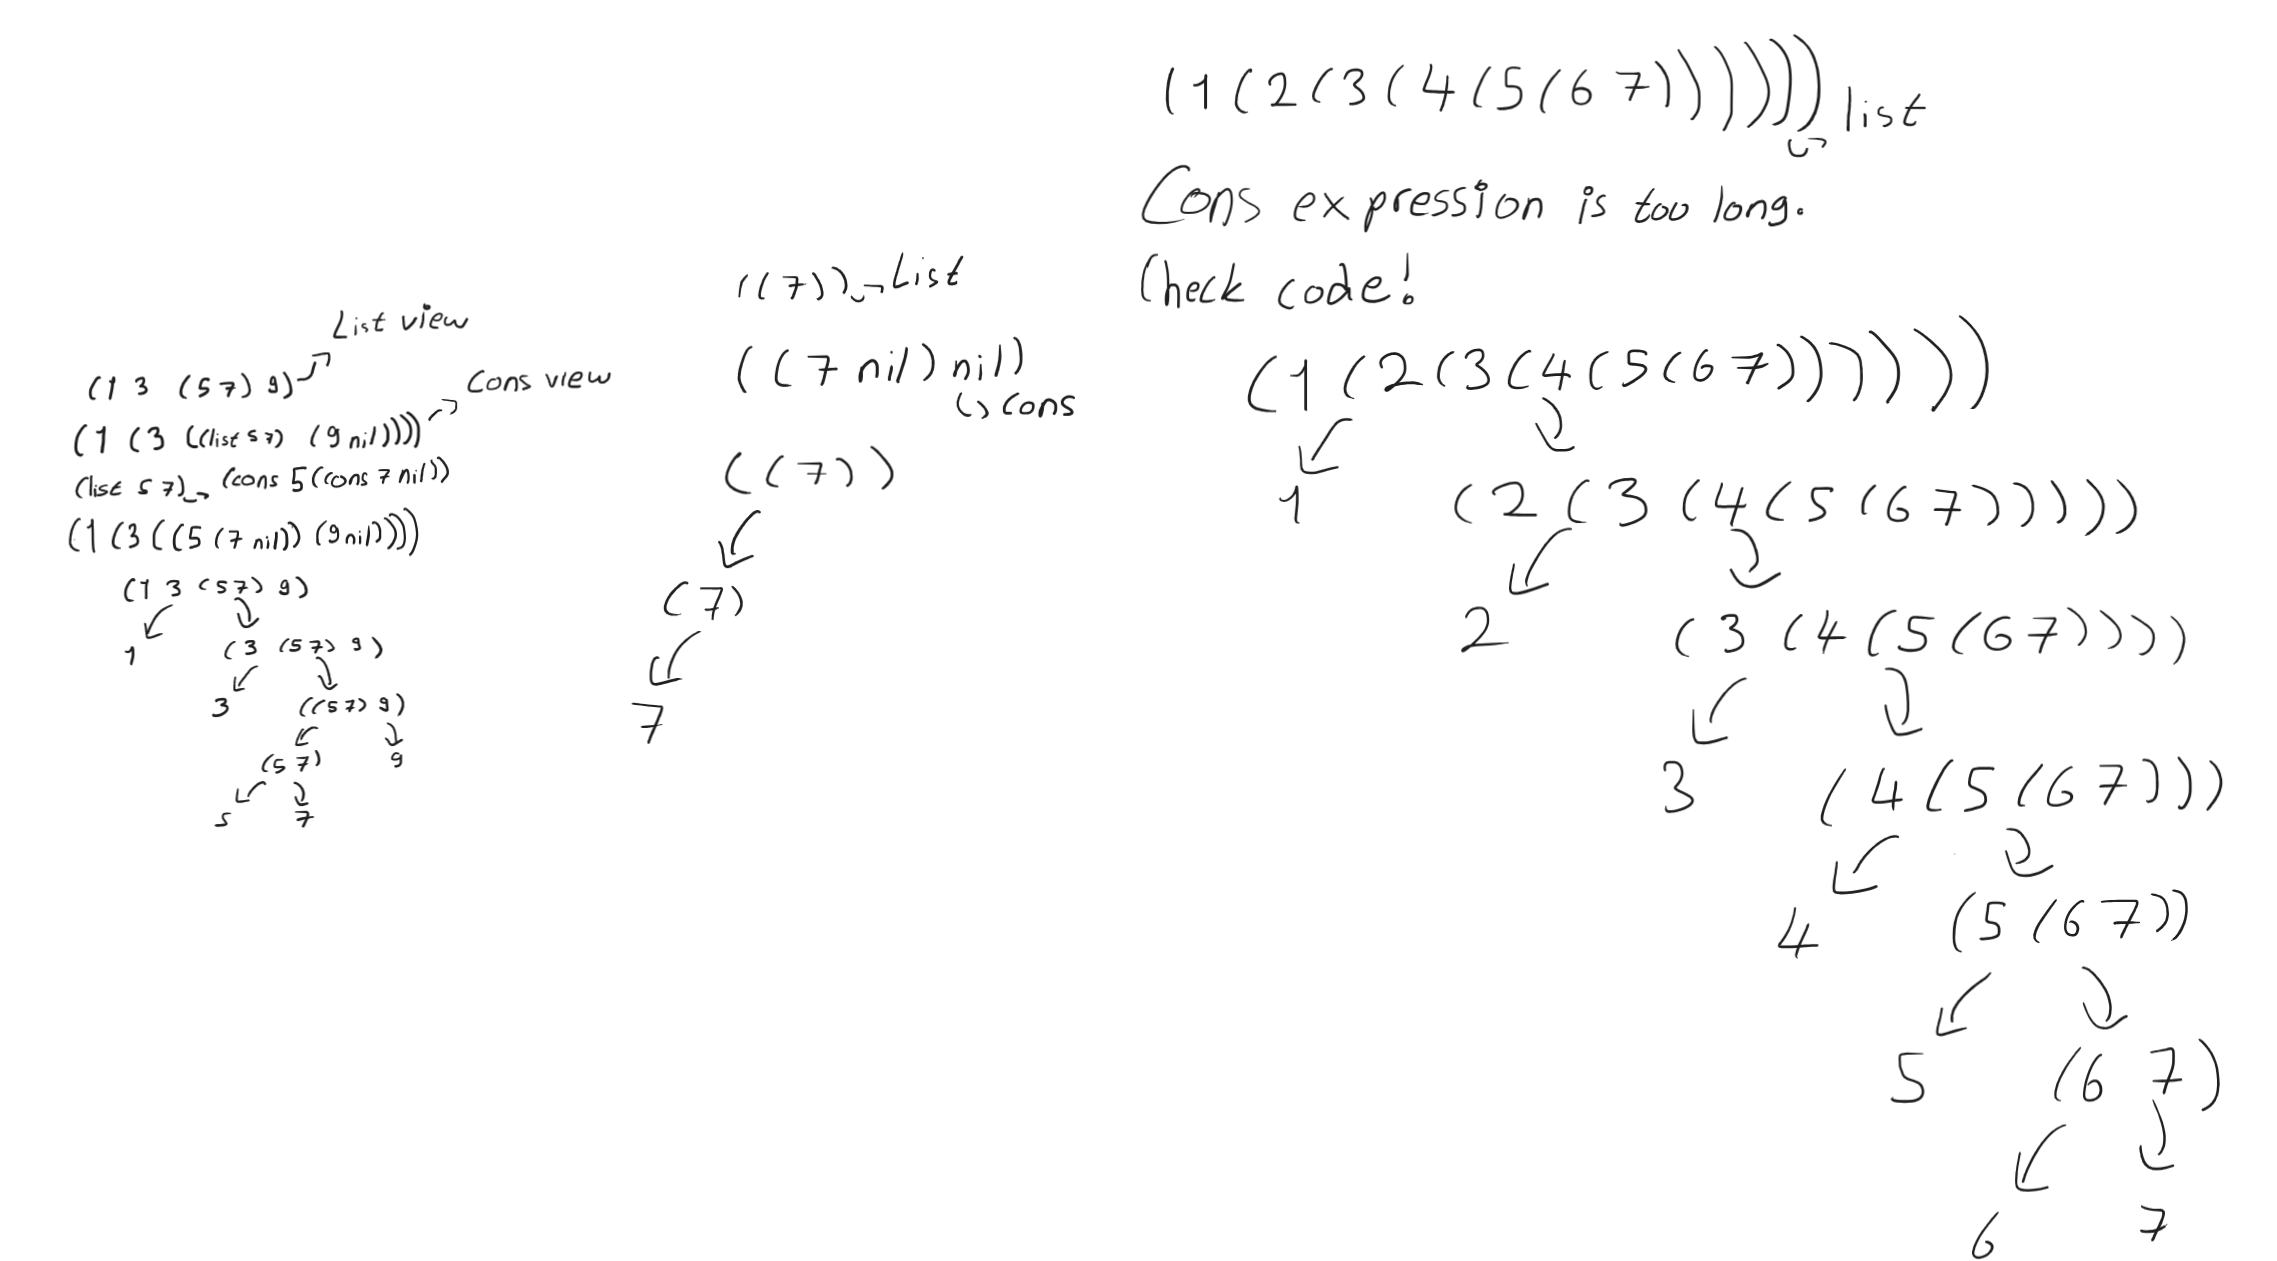 (1 3 (5 7) 9)
List view
(1 (3 ((list 5 7) (9 nil))))
Cons view
(list 5 7) (cons 5 (cons 7 nil))
(1 (3 ((5 (7 nil)) (9 nil))))
(1 3 (5 7) 9)
1 (3 (5 7) 9)
3 ((5 7) 9)
(5 7) 9
5 7
((7)) List
((7 nil) nil)
cons
((7))
(7)
7
(1 (2 (3 (4 (5 (6 7)))))) list
Cons expression is too long.
Check code!
(1 (2 (3 (4 (5 (6 7))))))
1 (2 (3 (4 (5 (6 7)))))
2 (3 (4 (5 (6 7))))
3 (4 (5 (6 7)))
4 (5 (6 7))
5 (6 7)
6 7